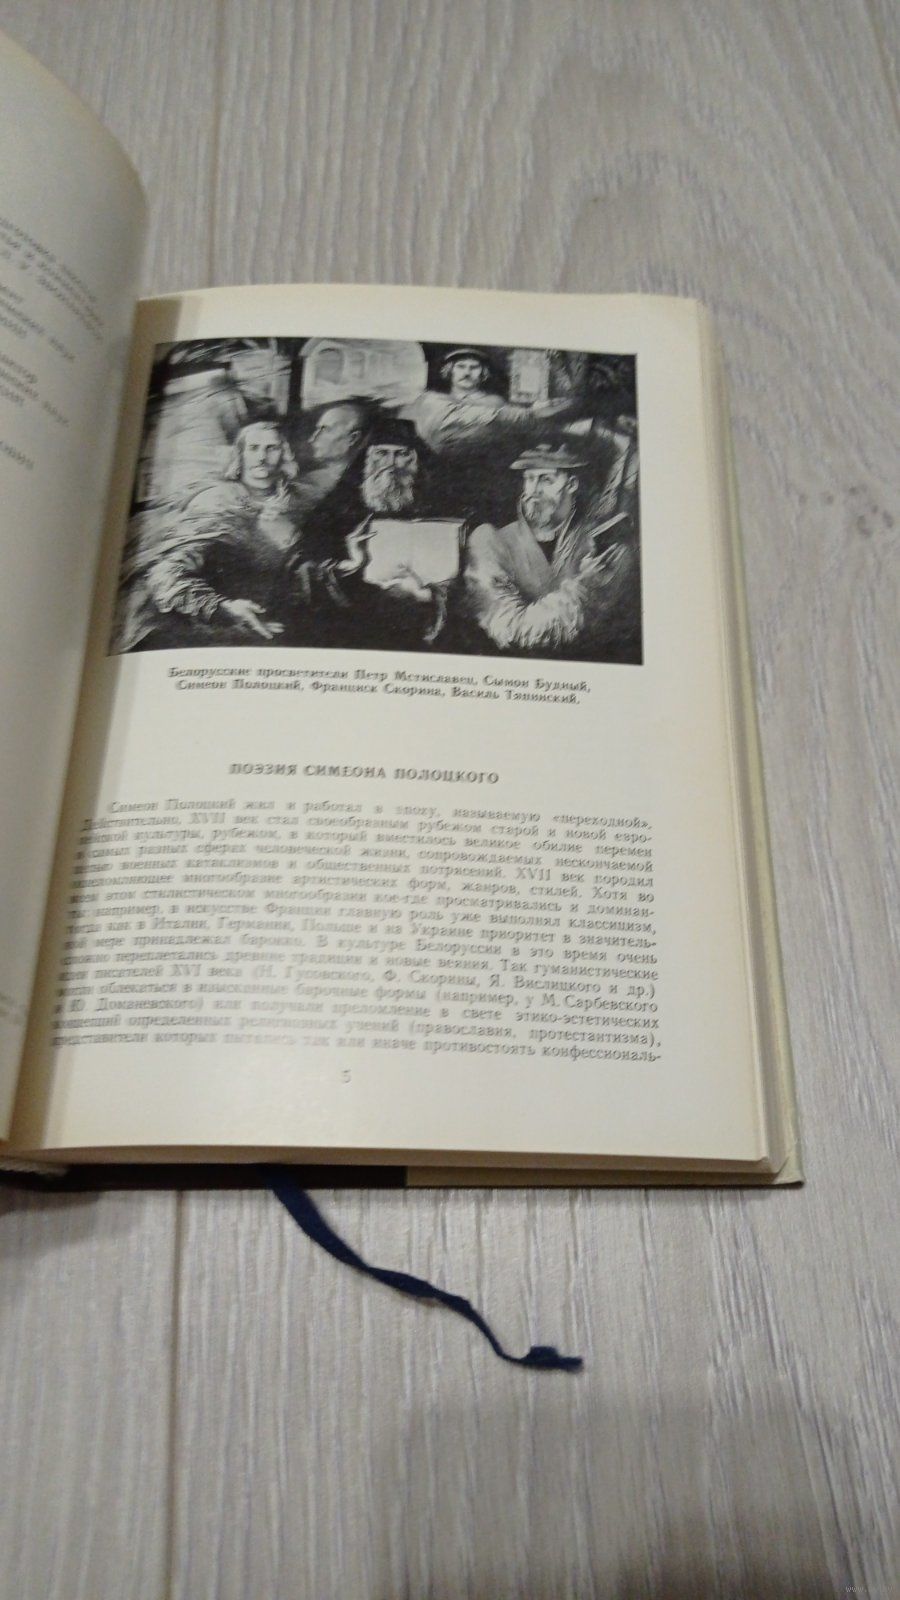 Белорусские просветители Петр Мстиславец, Сымон Будный,
Симеон Полоцкий, Франциск Скорина, Василь Тяпинский.
ПОЭЗИЯ СИМЕОНА ПОЛОЦКОГО
Симеон Полоцкий жил и работал в эпоху, называемую «переходной».
Действительно, XVII век стал своеобразным рубежом старой и новой евро-
пейской культуры, рубежом, в который вместилось великое обилие перемен
в самых разных сферах человеческой жизни, сопровождаемых нескончаемой
цепью военных катаклизмов и общественных потрясений. XVII век породил
ошеломляющее многообразие артистических форм, жанров, стилей. Хотя во
всем этом стилистическом многообразии кое-где просматривались и доминан-
ты: например, в искусстве Франции главную роль уже выполнял классицизм,
тогда как в Италии, Германии, Польше и на Украине приоритет в значитель-
ной мере принадлежал барокко. В культуре Белоруссии в это время очень
сложно переплетались древние традиции и новые веяния. Так гуманистические
идеи писателей XVI века (Н. Гусовского, Ф. Скорины, Я. Вислицкого и др.)
могли облекаться в изысканные барочные формы (например, у М. Сарбевского
и Ю. Доманевского) или получали преломление в свете этико-эстетических
концепций определенных религиозных учений (православия, протестантизма),
представители которых пытались так или иначе противостоять конфессиональ-
5